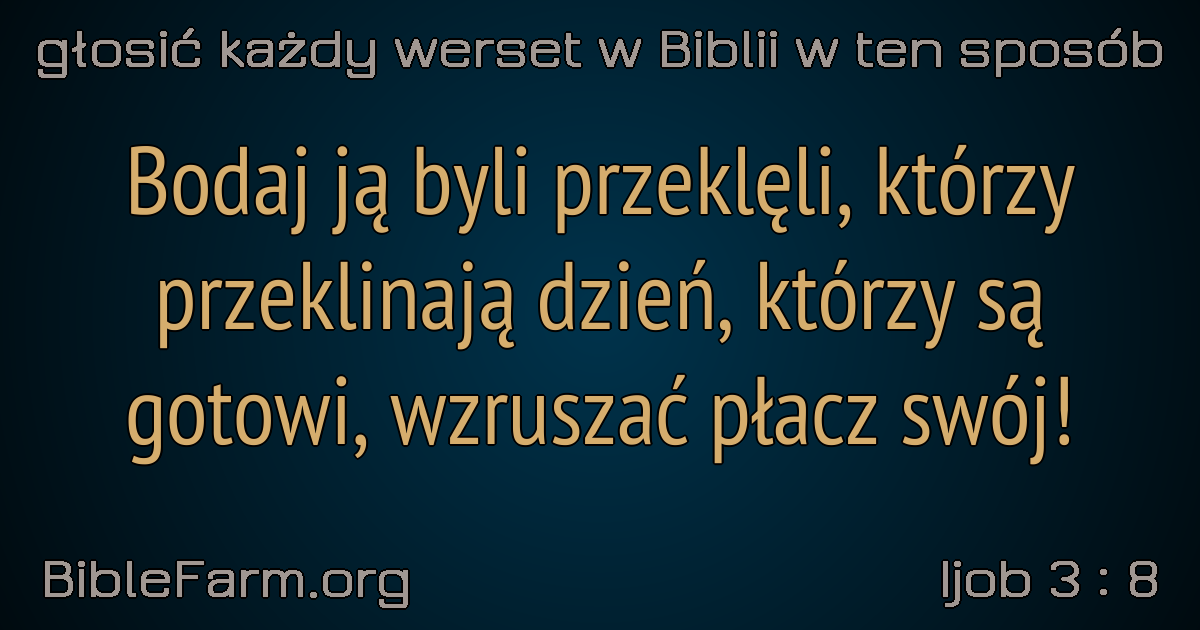 głosić każdy werset w Biblii w ten sposób
Bodaj ją byli przeklęli, którzy
przeklinają dzień, którzy są
gotowi, wzruszać płacz swój!
BibleFarm.org
Ijob 3 : 8